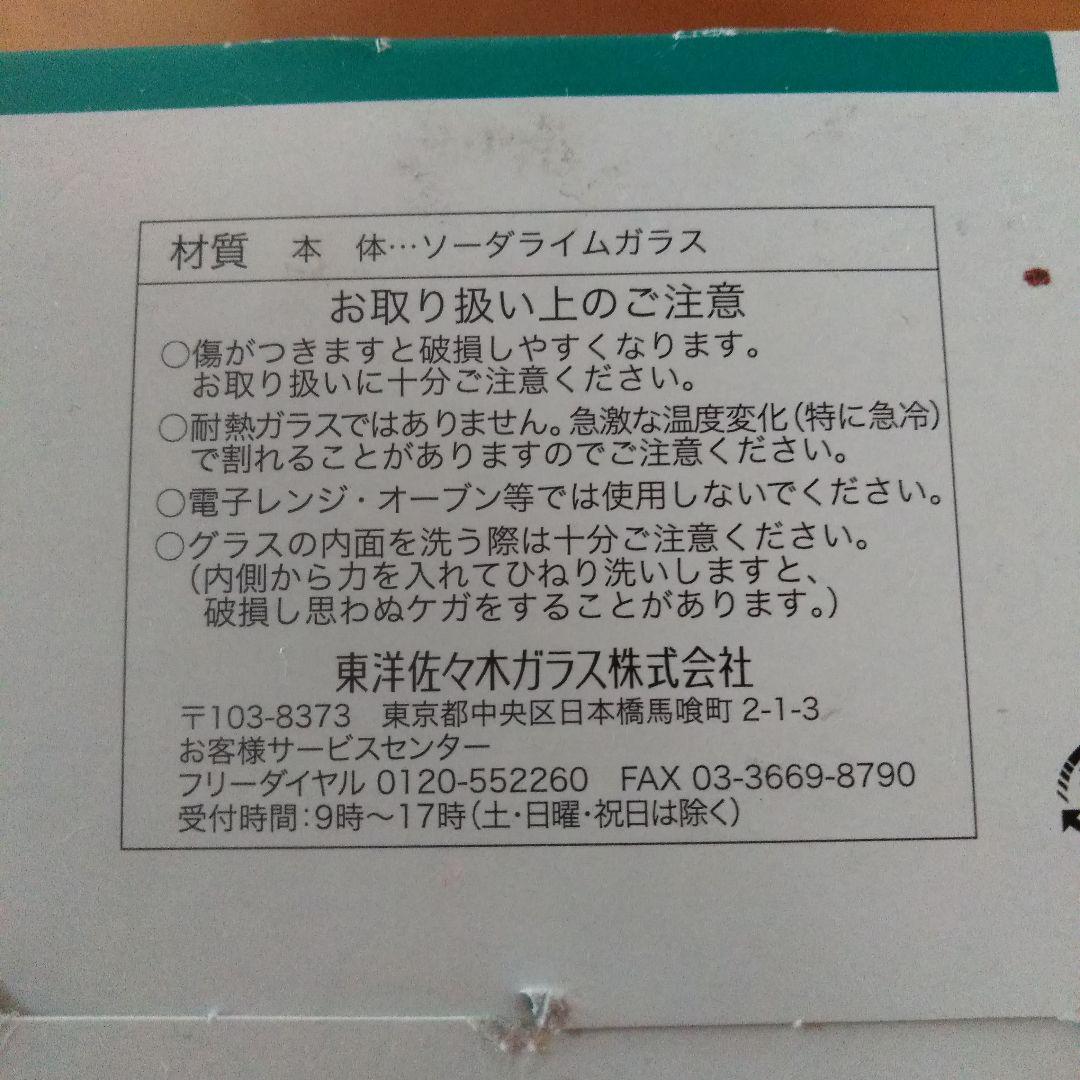 材質　本　体…ソーダライムガラス
お取り扱い上のご注意
○傷がつきますと破損しやすくなります。
お取り扱いに十分ご注意ください。
○耐熱ガラスではありません。急激な温度変化(特に急冷)
で割れることがありますのでご注意ください。
○電子レンジ・オーブン等では使用しないでください。
○グラスの内面を洗う際は十分ご注意ください。
(内側から力を入れてひねり洗いしますと、
破損し思わぬケガをすることがあります。)
東洋佐々木ガラス株式会社
〒103-8373　東京都中央区日本橋馬喰町 2-1-3
お客様サービスセンター
フリーダイヤル 0120-552260　FAX 03-3669-8790
受付時間:9時～17時(土・日曜・祝日は除く)